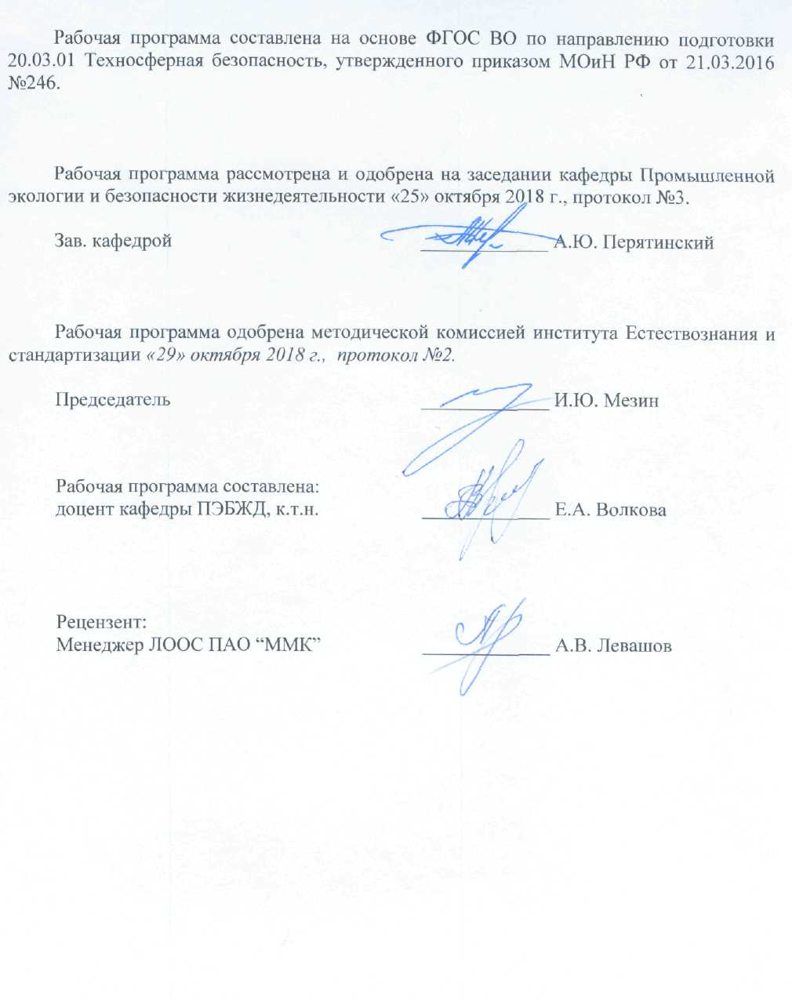 Рабочая программа составлена на основе ФГОС ВО по направлению подготовки
20.03.01 Техносферная безопасность, утвержденного приказом МОиН РФ от 21.03.2016
№246.
Рабочая программа рассмотрена и одобрена на заседании кафедры Промышленной
экологии и безопасности жизнедеятельности «25» октября 2018 г., протокол №3.
Зав. кафедрой А.Ю. Перятинский
Рабочая программа одобрена методической комиссией института Естествознания и
стандартизации «29» октября 2018 г., протокол №2.
Председатель И.Ю. Мезин
Рабочая программа составлена:
доцент кафедры ПЭБЖД, к.т.н. Е.А. Волкова
Рецензент:
Менеджер ЛООС ПАО “ММК” А.В. Левашов